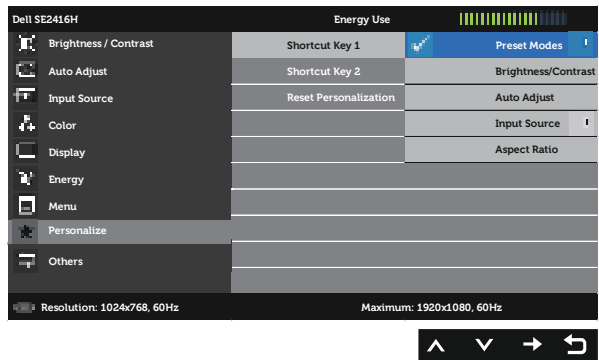 Dell SE2416H Energy Use
Brightness / Contrast
Auto Adjust
Input Source
Color
Display
Energy
Menu
Personalize
Others
Shortcut Key 1
Shortcut Key 2
Reset Personalization
Preset Modes
Brightness/Contrast
Auto Adjust
Input Source
Aspect Ratio
Resolution: 1024x768, 60Hz Maximum: 1920x1080, 60Hz